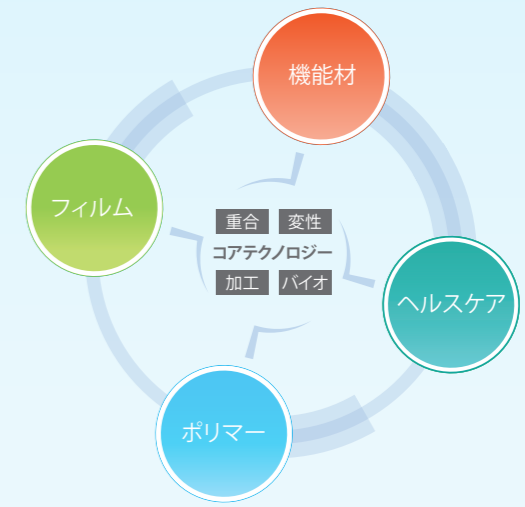 機能材
フィルム
重合 変性
コアテクノロジー
加工 バイオ
ヘルスケア
ポリマー